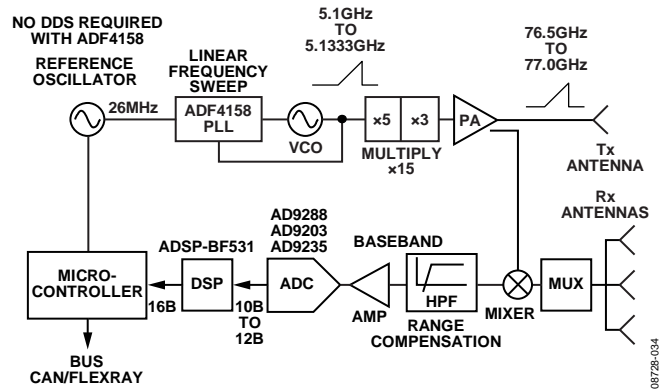 NO DDS REQUIRED
WITH ADF4158
REFERENCE
OSCILLATOR
26MHz
LINEAR
FREQUENCY
SWEEP
ADF4158
PLL
VCO
5.1GHz
TO
5.1333GHz
×5
×3
MULTIPLY
×15
PA
76.5GHz
TO
77.0GHz
Tx
ANTENNA
Rx
ANTENNAS
MICRO-
CONTROLLER
16B
BUS
CAN/FLEXRAY
ADSP-BF531
DSP
10B
TO
12B
AD9288
AD9203
AD9235
ADC
BASEBAND
AMP
HPF
RANGE
COMPENSATION
MIXER
MUX
08728-034